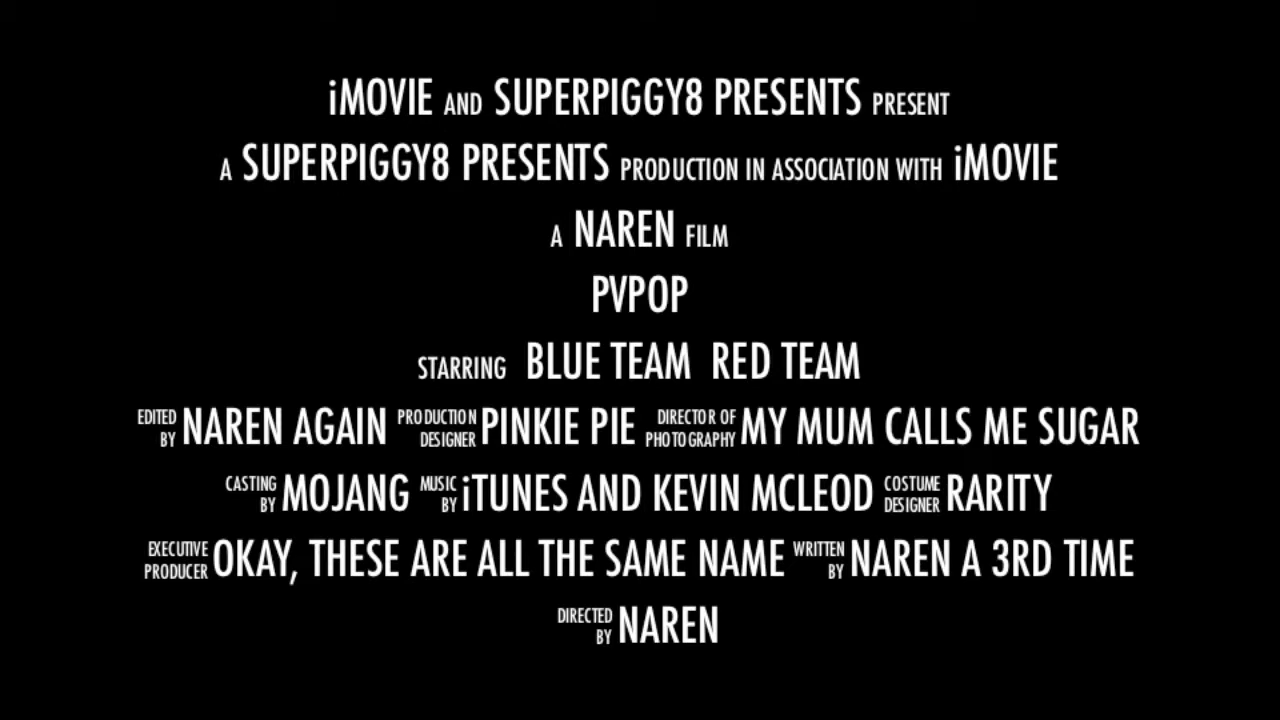 iMOVIE AND SUPERPIGGY8 PRESENTS PRESENT
A SUPERPIGGY8 PRESENTS PRODUCTION IN ASSOCIATION WITH iMOVIE
A NAREN FILM
PVPOP
STARRING BLUE TEAM RED TEAM
EDITED BY NAREN AGAIN PRODUCTION DESIGNER PINKIE PIE DIRECTOR OF PHOTOGRAPHY MY MUM CALLS ME SUGAR
CASTING BY MOJANG MUSIC BY iTUNES AND KEVIN MCLEOD COSTUME DESIGNER RARITY
EXECUTIVE PRODUCER OKAY, THESE ARE ALL THE SAME NAME WRITTEN BY NAREN A 3RD TIME
DIRECTED BY NAREN